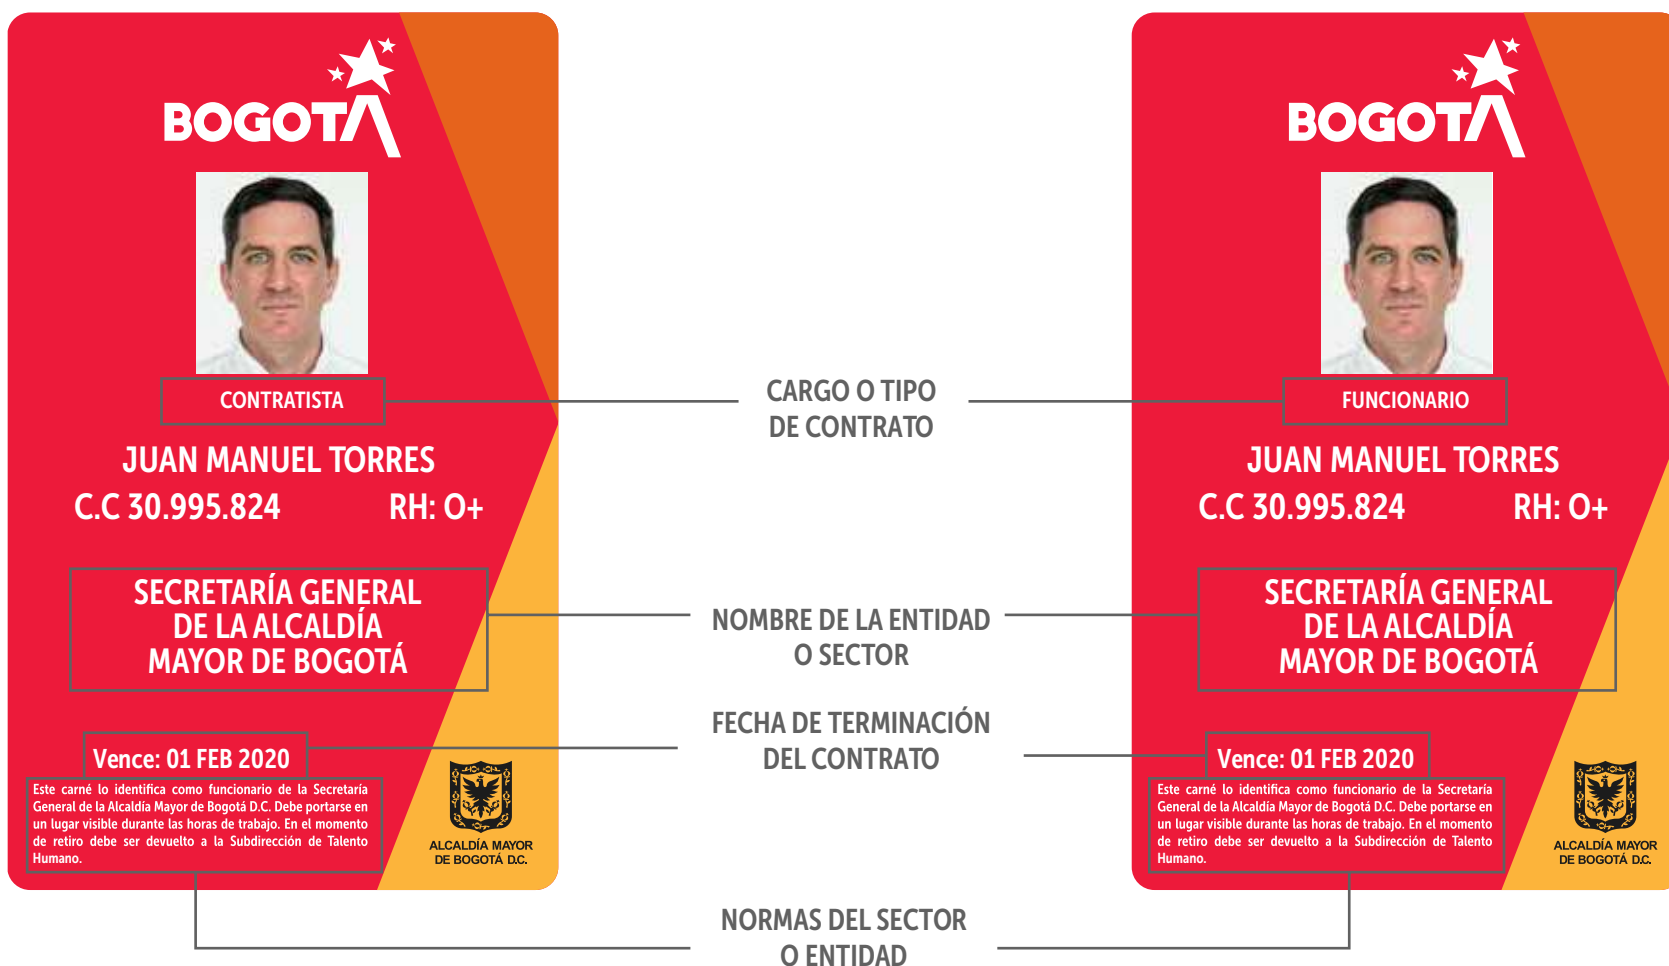 BOGOTÁ
CONTRATISTA
JUAN MANUEL TORRES
C.C 30.995.824 RH: O+
SECRETARÍA GENERAL
DE LA ALCALDÍA
MAYOR DE BOGOTÁ
Vence: 01 FEB 2020
Este carné lo identifica como funcionario de la Secretaría
General de la Alcaldía Mayor de Bogotá D.C. Debe portarse en
un lugar visible durante las horas de trabajo. En el momento
de retiro debe ser devuelto a la Subdirección de Talento
Humano.
ALCALDÍA MAYOR
DE BOGOTÁ D.C.
CARGO O TIPO
DE CONTRATO
NOMBRE DE LA ENTIDAD
O SECTOR
FECHA DE TERMINACIÓN
DEL CONTRATO
NORMAS DEL SECTOR
O ENTIDAD
BOGOTÁ
FUNCIONARIO
JUAN MANUEL TORRES
C.C 30.995.824 RH: O+
SECRETARÍA GENERAL
DE LA ALCALDÍA
MAYOR DE BOGOTÁ
Vence: 01 FEB 2020
Este carné lo identifica como funcionario de la Secretaría
General de la Alcaldía Mayor de Bogotá D.C. Debe portarse en
un lugar visible durante las horas de trabajo. En el momento
de retiro debe ser devuelto a la Subdirección de Talento
Humano.
ALCALDÍA MAYOR
DE BOGOTÁ D.C.